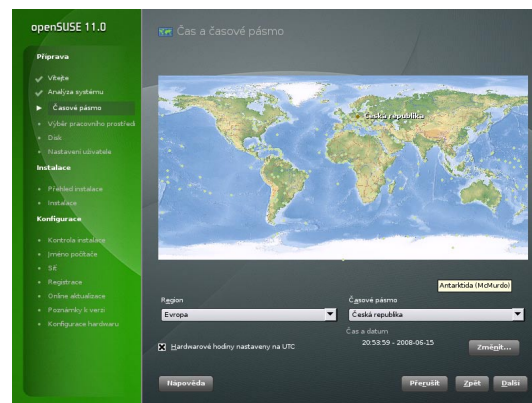 openSUSE 11.0
Příprava
Vítejte
Analýza systému
Časové pásmo
Výběr pracovního prostředí
Disk
Nastavení uživatele
Instalace
Přehled instalace
Instalace
Konfigurace
Kontrola instalace
Jméno počítače
Síť
Registrace
Online aktualizace
Poznámky k verzi
Konfigurace hardwaru
Čas a časové pásmo
Česká republika
Antarktida (McMurdo)
Region
Evropa
Časové pásmo
Česká republika
Čas a datum
Hardwarové hodiny nastaveny na UTC
20:53:59 - 2008-06-15
Změnit...
Nápověda
Přerušit
Zpět
Další